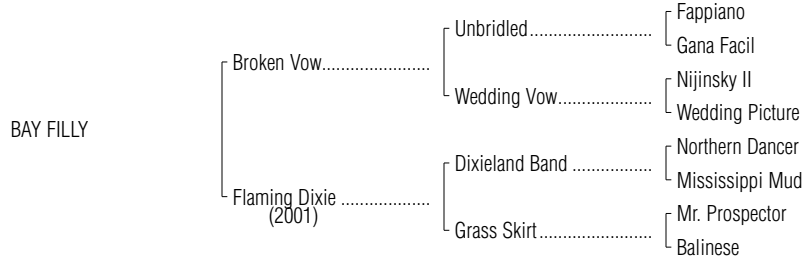 Fappiano
Unbridled..........................
Gana Facil
Broken Vow.......................
Nijinsky II
Wedding Vow....................
Wedding Picture
BAY FILLY
Northern Dancer
Dixieland Band .................
Mississippi Mud
Flaming Dixie ...................
(2001)
Mr. Prospector
Grass Skirt........................
Balinese